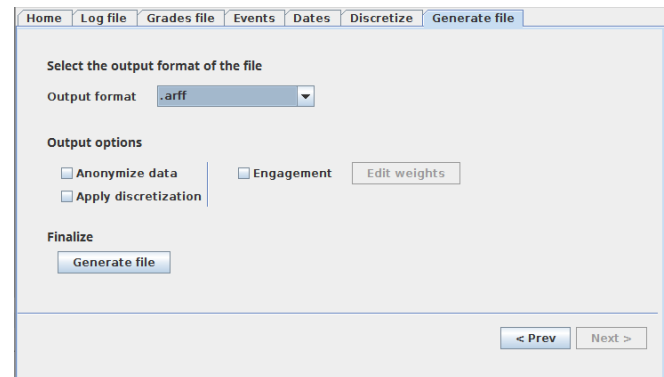 Home Log file Grades file Events Dates Discretize Generate file
Select the output format of the file
Output format .arff
Output options
Anonymize data Engagement Edit weights
Apply discretization
Finalize
Generate file
< Prev Next >